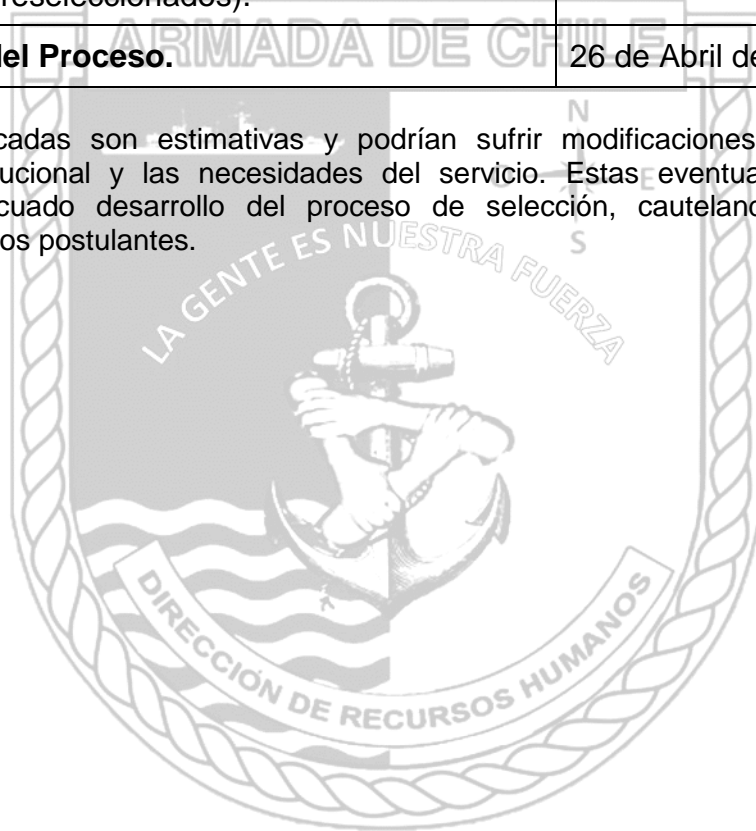 reseleccionados).
ARMADA DE CHILE
del Proceso. 26 de Abril de
cadas son estimativas y podrían sufrir modificaciones
ucional y las necesidades del servicio. Estas eventua
cuado desarrollo del proceso de selección, cauteland
os postulantes.
N
E
S
LA GENTE ES NUESTRA FUERZA
DIRECCIÓN DE RECURSOS HUMANOS